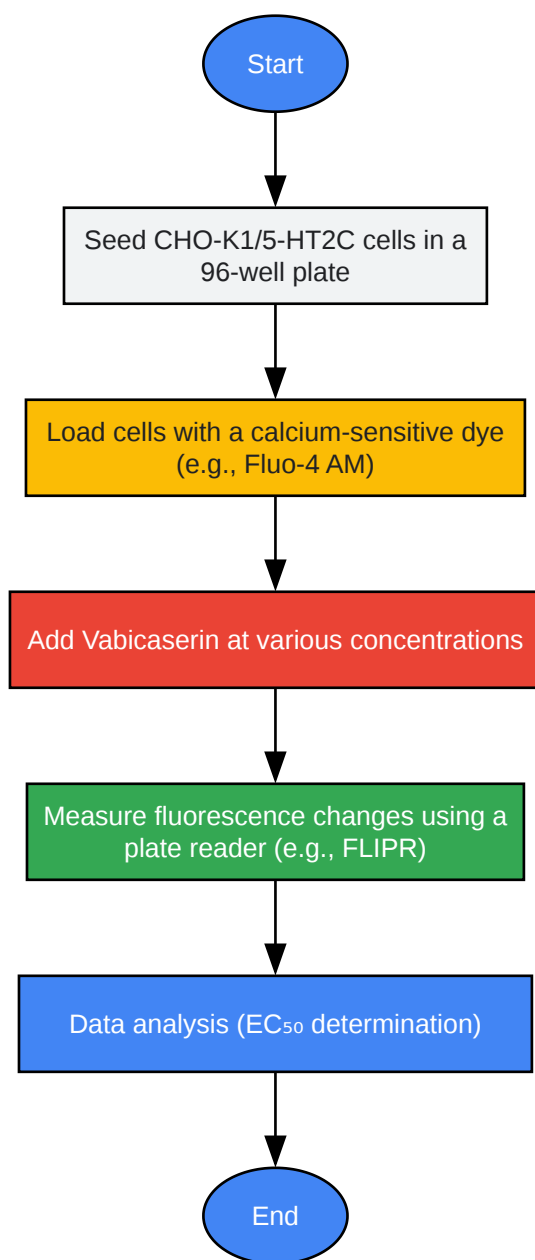 Start
Seed CHO-K1/5-HT2C cells in a
96-well plate
Load cells with a calcium-sensitive dye
(e.g., Fluo-4 AM)
Add Vabicaserin at various concentrations
Measure fluorescence changes using a
plate reader (e.g., FLIPR)
Data analysis (EC₅₀ determination)
End